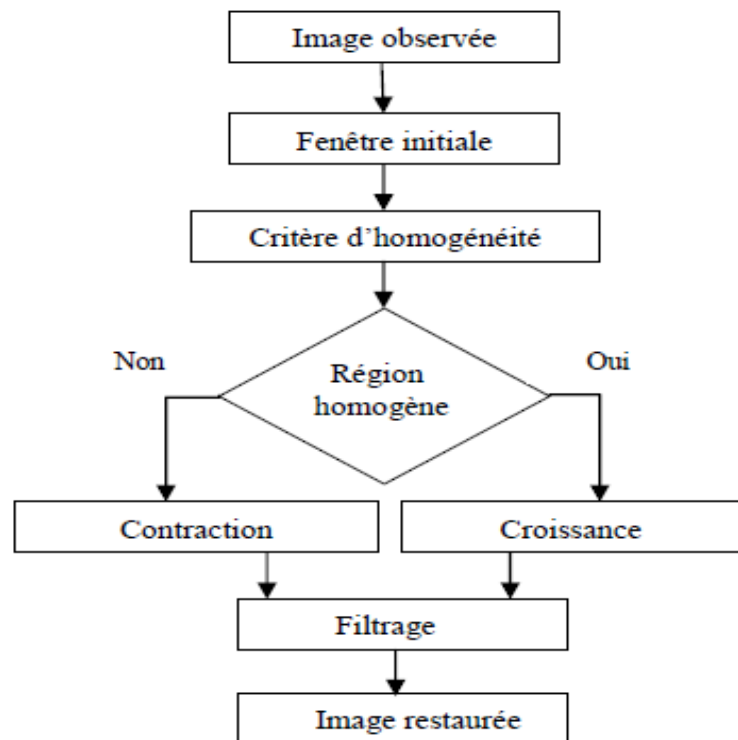 Image observée
Fenêtre initiale
Critère d’homogénéité
Non
Oui
Région
homogène
Contraction
Croissance
Filtrage
Image restaurée